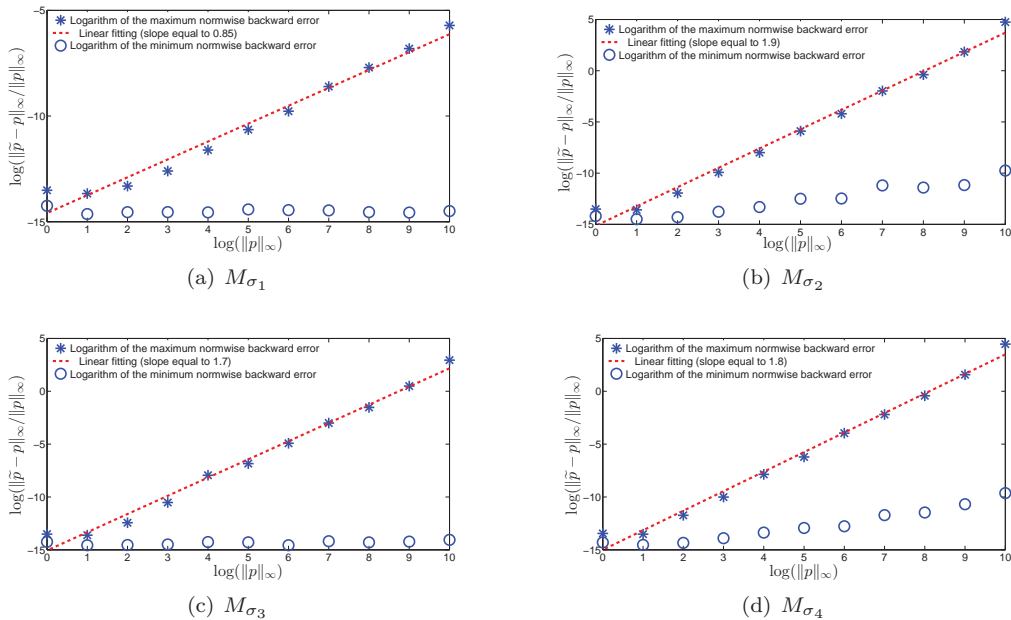 Logarithm of the maximum normwise backward error
Linear fitting (slope equal to 0.85)
Logarithm of the minimum normwise backward error
-5
-10
-15
log(‖p̃ − p‖∞/‖p‖∞)
0 1 2 3 4 5 6 7 8 9 10
log(‖p‖∞)
(a) Mσ1
Logarithm of the maximum normwise backward error
Linear fitting (slope equal to 1.9)
Logarithm of the minimum normwise backward error
5
0
-5
-10
-15
log(‖p̃ − p‖∞/‖p‖∞)
0 1 2 3 4 5 6 7 8 9 10
log(‖p‖∞)
(b) Mσ2
Logarithm of the maximum normwise backward error
Linear fitting (slope equal to 1.7)
Logarithm of the minimum normwise backward error
5
0
-5
-10
-15
log(‖p̃ − p‖∞/‖p‖∞)
0 1 2 3 4 5 6 7 8 9 10
log(‖p‖∞)
(c) Mσ3
Logarithm of the maximum normwise backward error
Linear fitting (slope equal to 1.8)
Logarithm of the minimum normwise backward error
5
0
-5
-10
-15
log(‖p̃ − p‖∞/‖p‖∞)
0 1 2 3 4 5 6 7 8 9 10
log(‖p‖∞)
(d) Mσ4